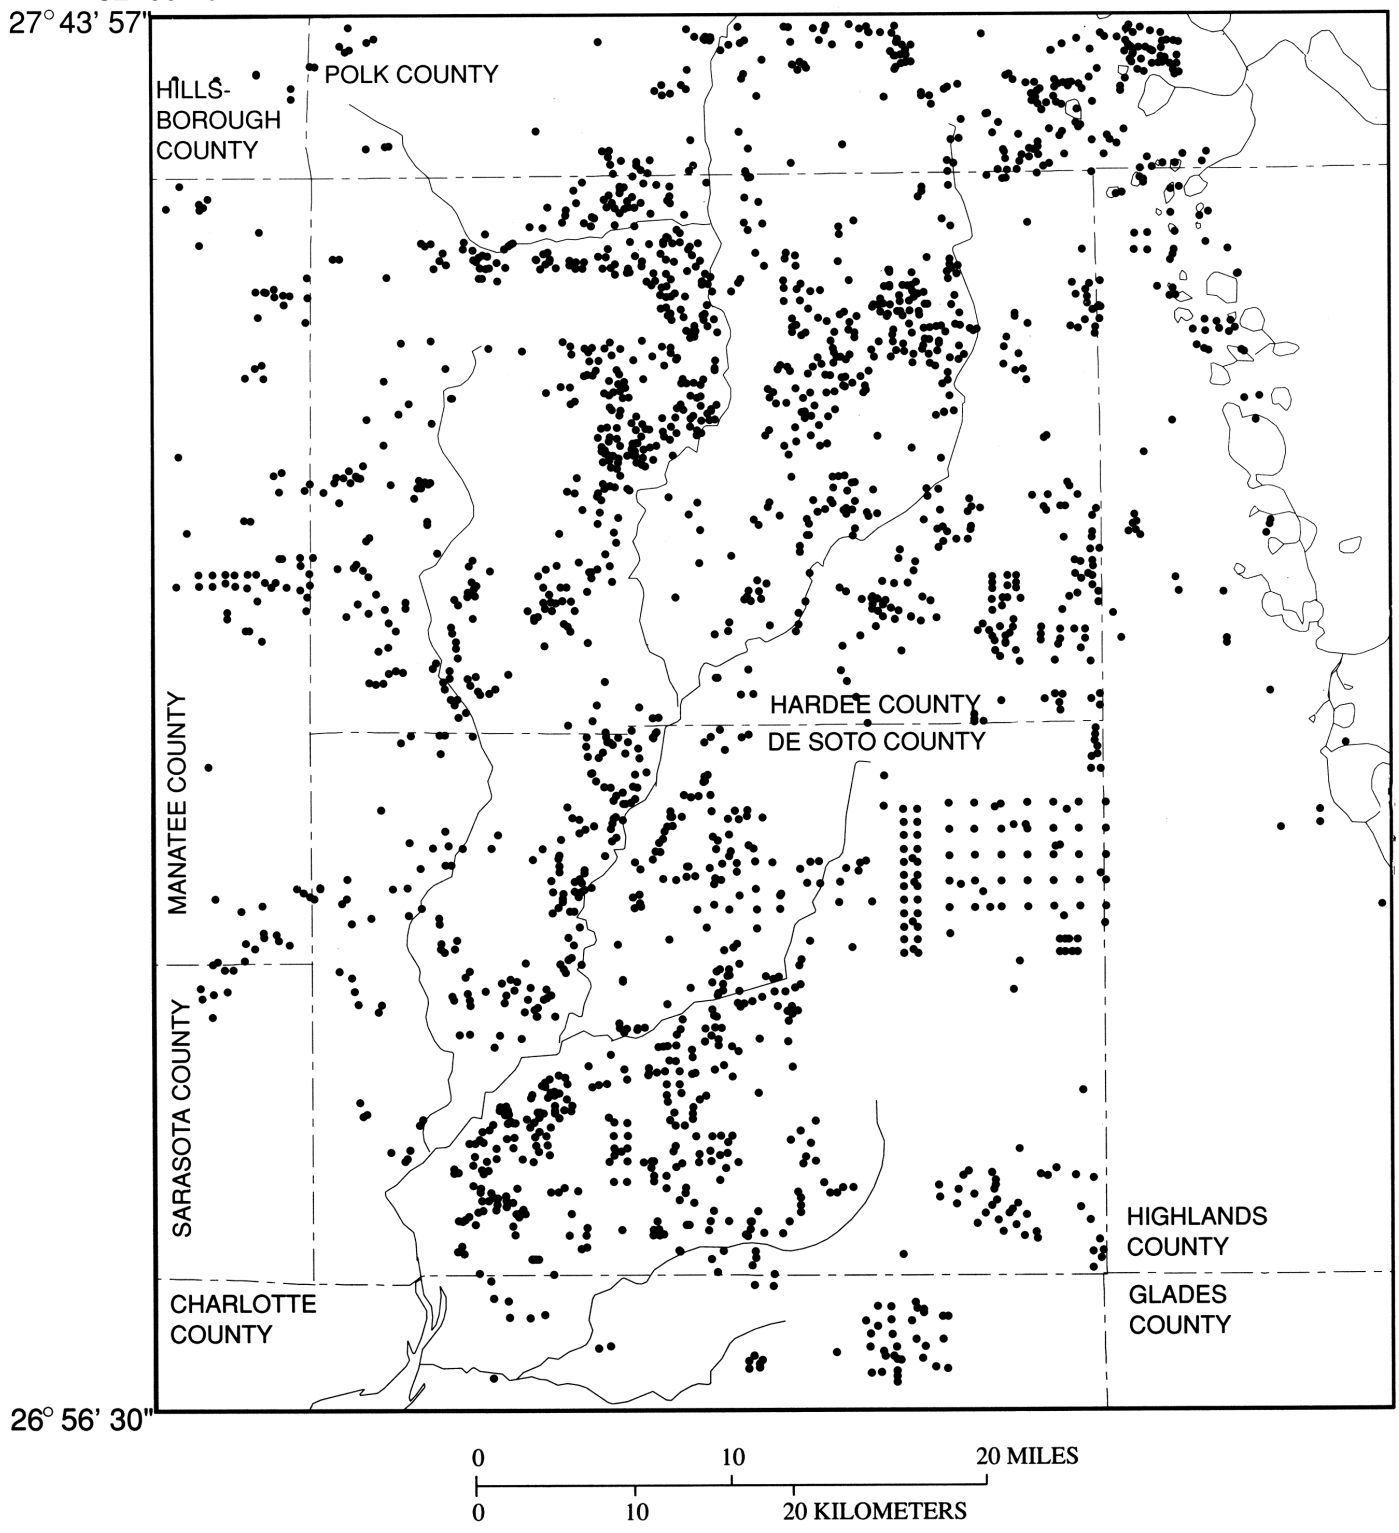 27° 43' 57"
POLK COUNTY
HILLS-
BOROUGH
COUNTY
MANATEE COUNTY
HARDEE COUNTY
DE SOTO COUNTY
SARASOTA COUNTY
HIGHLANDS
COUNTY
CHARLOTTE
COUNTY
GLADES
COUNTY
26° 56' 30"
0 10 20 MILES
0 10 20 KILOMETERS